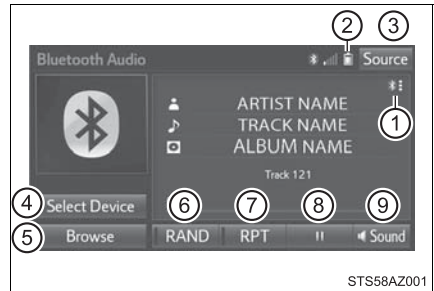 2 3
Bluetooth Audio Source
1
ARTIST NAME
TRACK NAME
ALBUM NAME
Track 121
4 6 7 8 9
Select Device
5
Browse RAND RPT Sound
STS58AZ001